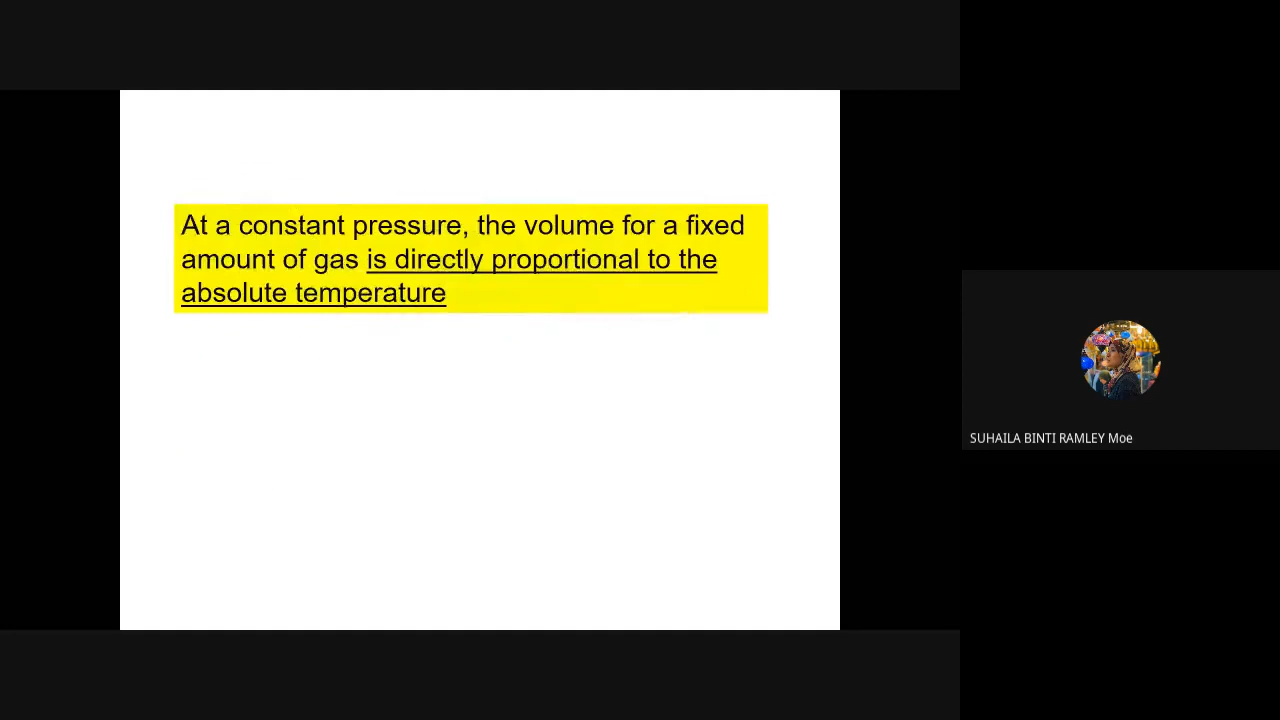 At a constant pressure, the volume for a fixed
amount of gas is directly proportional to the
absolute temperature
SUHAILA BINTI RAMLEY Moe